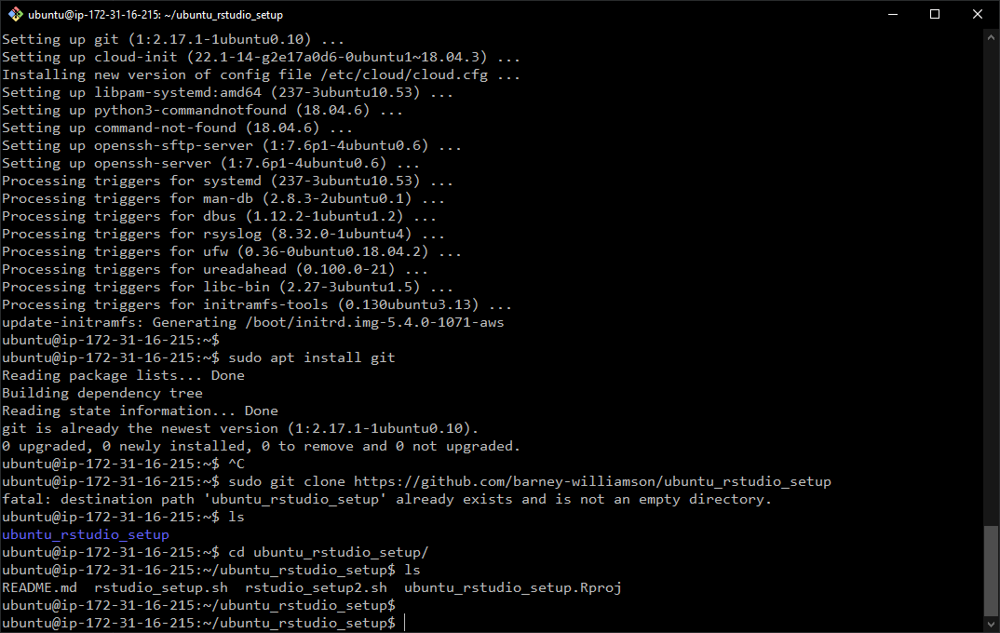 ubuntu@ip-172-31-16-215: ~/ubuntu_rstudio_setup
Setting up git (1:2.17.1-1ubuntu0.10) ...
Setting up cloud-init (22.1-14-g2e17a0d6-0ubuntu1~18.04.3) ...
Installing new version of config file /etc/cloud/cloud.cfg ...
Setting up libpam-systemd:amd64 (237-3ubuntu10.53) ...
Setting up python3-commandnotfound (18.04.6) ...
Setting up command-not-found (18.04.6) ...
Setting up openssh-sftp-server (1:7.6p1-4ubuntu0.6) ...
Setting up openssh-server (1:7.6p1-4ubuntu0.6) ...
Processing triggers for systemd (237-3ubuntu10.53) ...
Processing triggers for man-db (2.8.3-2ubuntu0.1) ...
Processing triggers for dbus (1.12.2-1ubuntu1.2) ...
Processing triggers for rsyslog (8.32.0-1ubuntu4) ...
Processing triggers for ufw (0.36-0ubuntu0.18.04.2) ...
Processing triggers for ureadahead (0.100.0-21) ...
Processing triggers for libc-bin (2.27-3ubuntu1.5) ...
Processing triggers for initramfs-tools (0.130ubuntu3.13) ...
update-initramfs: Generating /boot/initrd.img-5.4.0-1071-aws
ubuntu@ip-172-31-16-215:~$
ubuntu@ip-172-31-16-215:~$ sudo apt install git
Reading package lists... Done
Building dependency tree
Reading state information... Done
git is already the newest version (1:2.17.1-1ubuntu0.10).
0 upgraded, 0 newly installed, 0 to remove and 0 not upgraded.
ubuntu@ip-172-31-16-215:~$ ^C
ubuntu@ip-172-31-16-215:~$ sudo git clone https://github.com/barney-williamson/ubuntu_rstudio_setup
fatal: destination path 'ubuntu_rstudio_setup' already exists and is not an empty directory.
ubuntu@ip-172-31-16-215:~$ ls
ubuntu_rstudio_setup
ubuntu@ip-172-31-16-215:~$ cd ubuntu_rstudio_setup/
ubuntu@ip-172-31-16-215:~/ubuntu_rstudio_setup$ ls
README.md  rstudio_setup.sh  rstudio_setup2.sh  ubuntu_rstudio_setup.Rproj
ubuntu@ip-172-31-16-215:~/ubuntu_rstudio_setup$
ubuntu@ip-172-31-16-215:~/ubuntu_rstudio_setup$